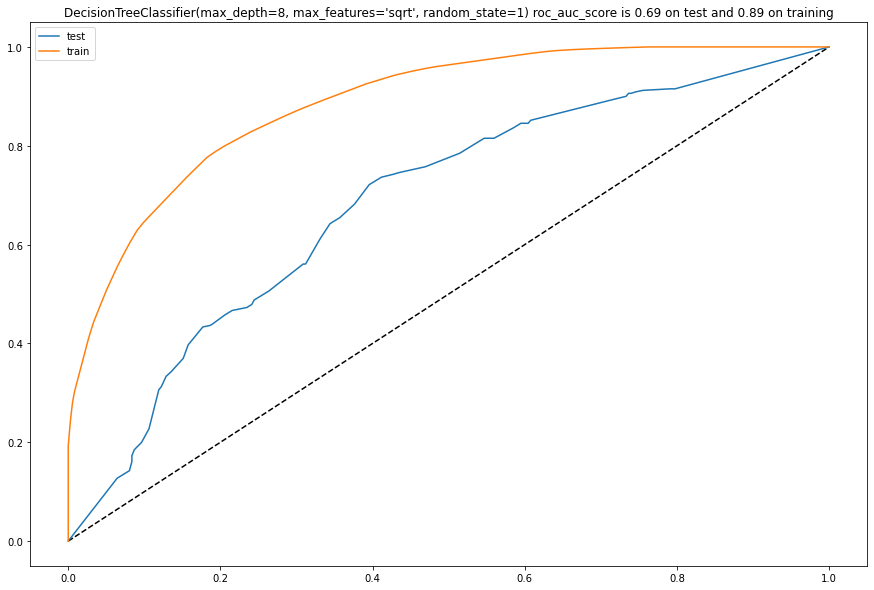 DecisionTreeClassifier(max_depth=8, max_features='sqrt', random_state=1) roc_auc_score is 0.69 on test and 0.89 on training
test
train
1.0
0.8
0.6
0.4
0.2
0.0
0.0 0.2 0.4 0.6 0.8 1.0